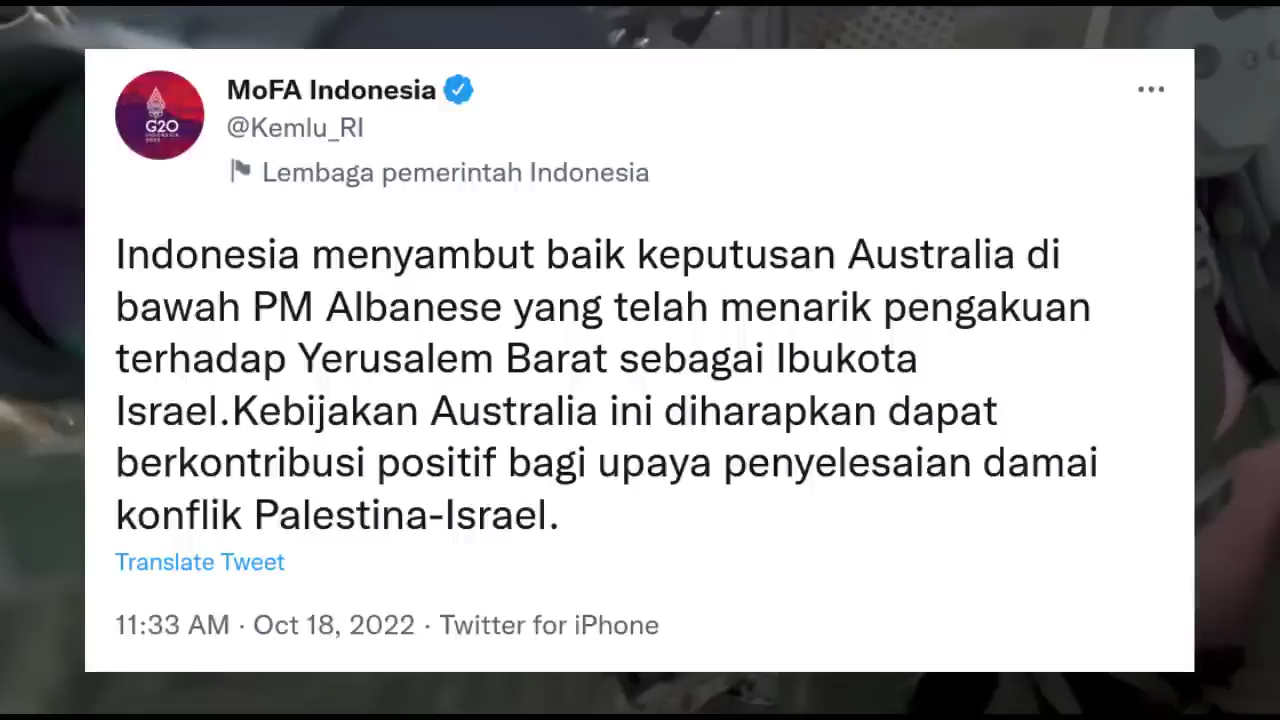 MoFA Indonesia
@Kemlu_RI
Lembaga pemerintah Indonesia
G20
Indonesia menyambut baik keputusan Australia di
bawah PM Albanese yang telah menarik pengakuan
terhadap Yerusalem Barat sebagai Ibukota
Israel.Kebijakan Australia ini diharapkan dapat
berkontribusi positif bagi upaya penyelesaian damai
konflik Palestina-Israel.
Translate Tweet
11:33 AM · Oct 18, 2022 · Twitter for iPhone